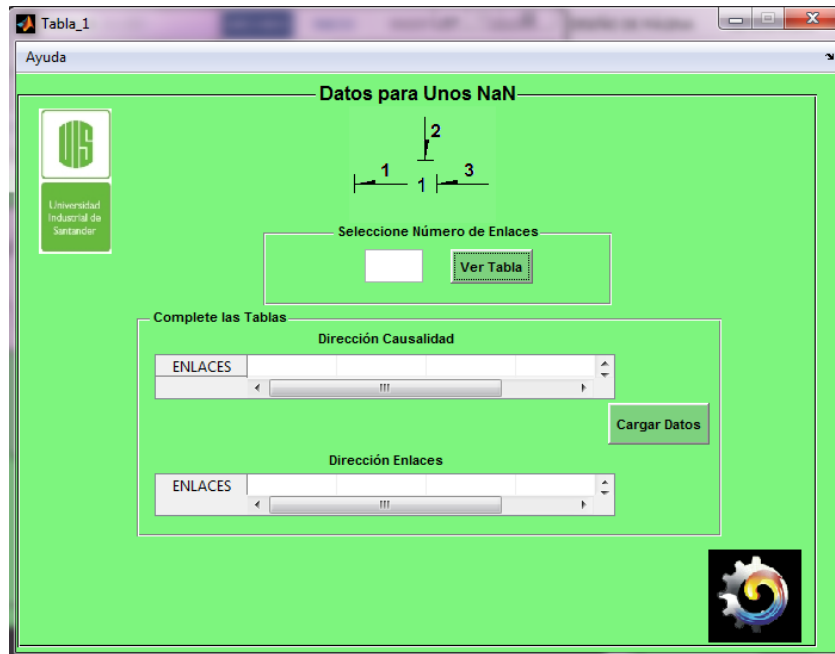 Tabla_1
Ayuda
Datos para Unos NaN
2
1
3
1
UIS
Universidad
Industrial de
Santander
Seleccione Número de Enlaces
Ver Tabla
Complete las Tablas
Dirección Causalidad
ENLACES
Cargar Datos
Dirección Enlaces
ENLACES